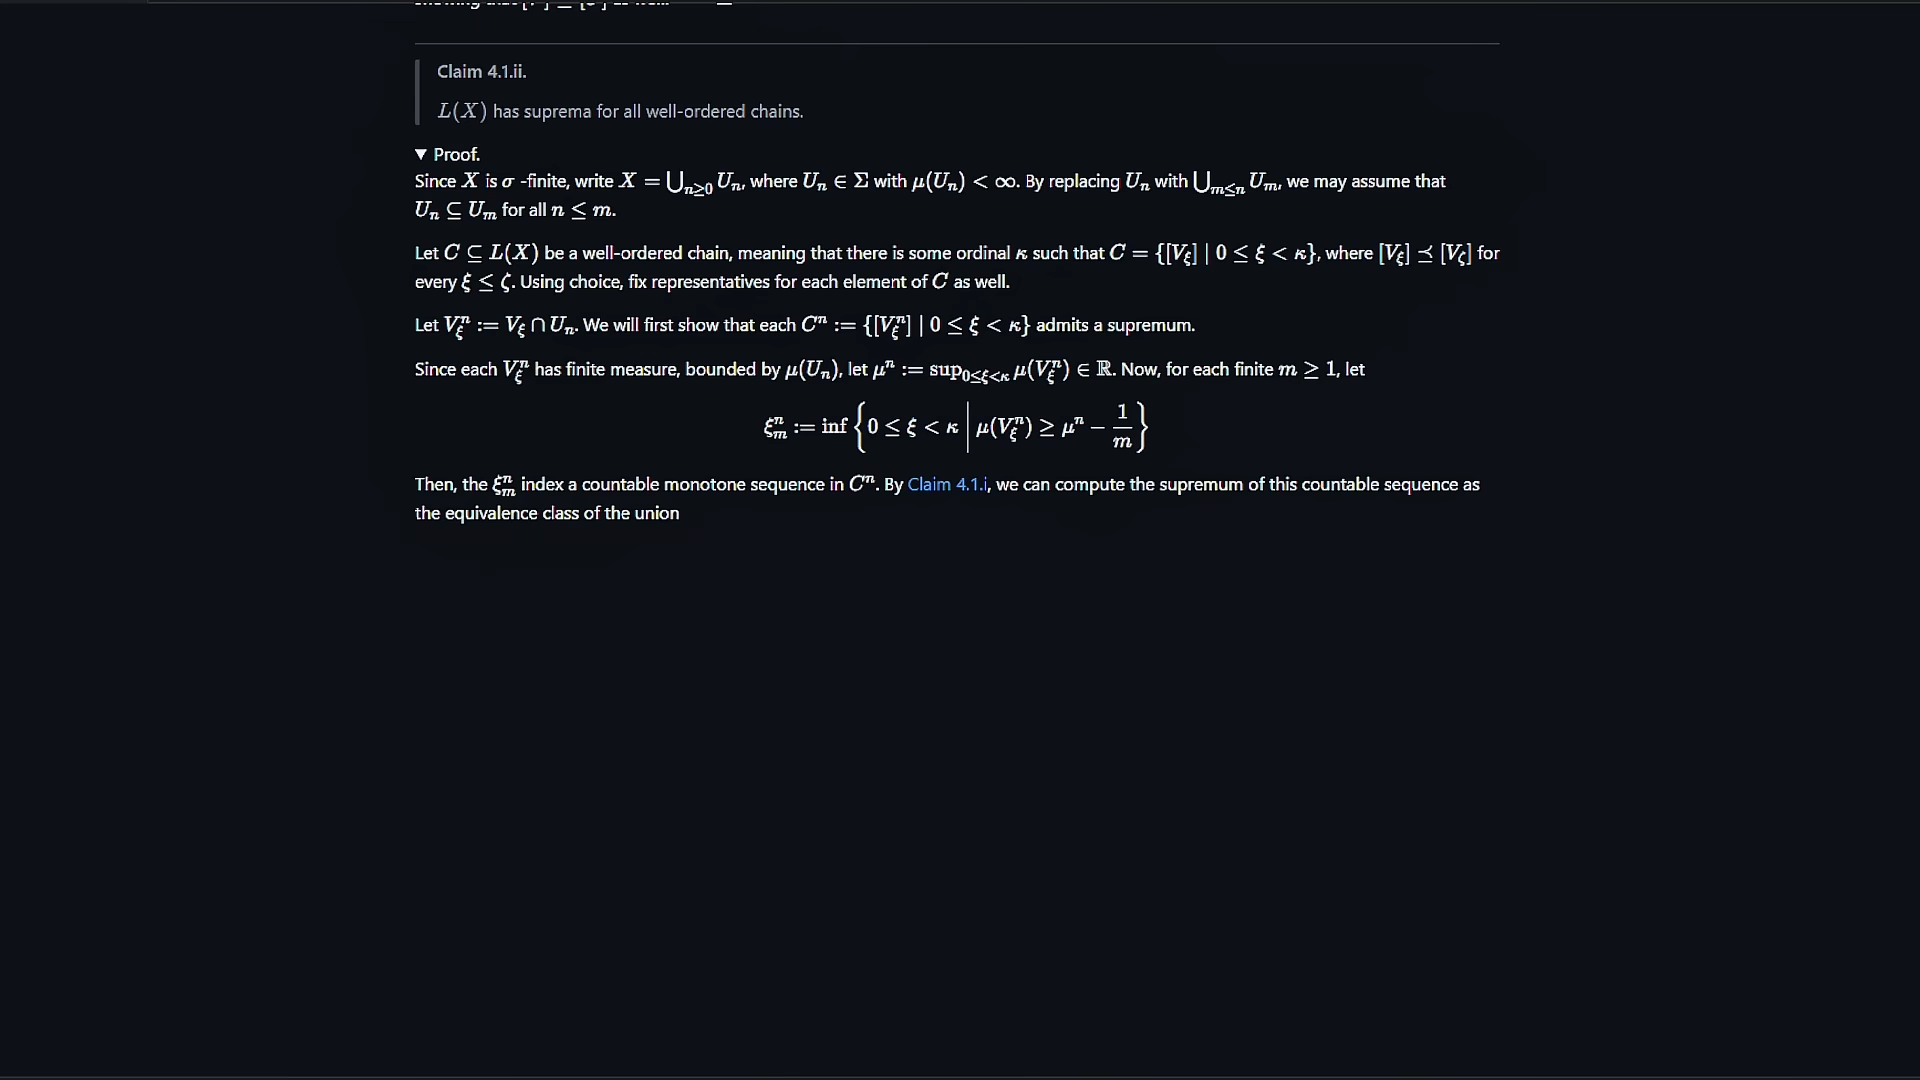 Claim 4.1.ii.
L(X) has suprema for all well-ordered chains.
▼ Proof.
Since X is σ -finite, write X = ⋃_{n≥0} U_n, where U_n ∈ Σ with μ(U_n) < ∞. By replacing U_n with ⋃_{m≤n} U_m, we may assume that
U_n ⊆ U_m for all n ≤ m.
Let C ⊆ L(X) be a well-ordered chain, meaning that there is some ordinal κ such that C = {[V_ξ] | 0 ≤ ξ < κ}, where [V_ξ] ⪯ [V_ζ] for
every ξ ≤ ζ. Using choice, fix representatives for each element of C as well.
Let V_ξ^n := V_ξ ∩ U_n. We will first show that each C^n := {[V_ξ^n] | 0 ≤ ξ < κ} admits a supremum.
Since each V_ξ^n has finite measure, bounded by μ(U_n), let μ^n := sup_{0≤ξ<κ} μ(V_ξ^n) ∈ ℝ. Now, for each finite m ≥ 1, let
ξ_m^n := inf {0 ≤ ξ < κ | μ(V_ξ^n) ≥ μ^n − 1/m}
Then, the ξ_m^n index a countable monotone sequence in C^n. By Claim 4.1.i, we can compute the supremum of this countable sequence as
the equivalence class of the union